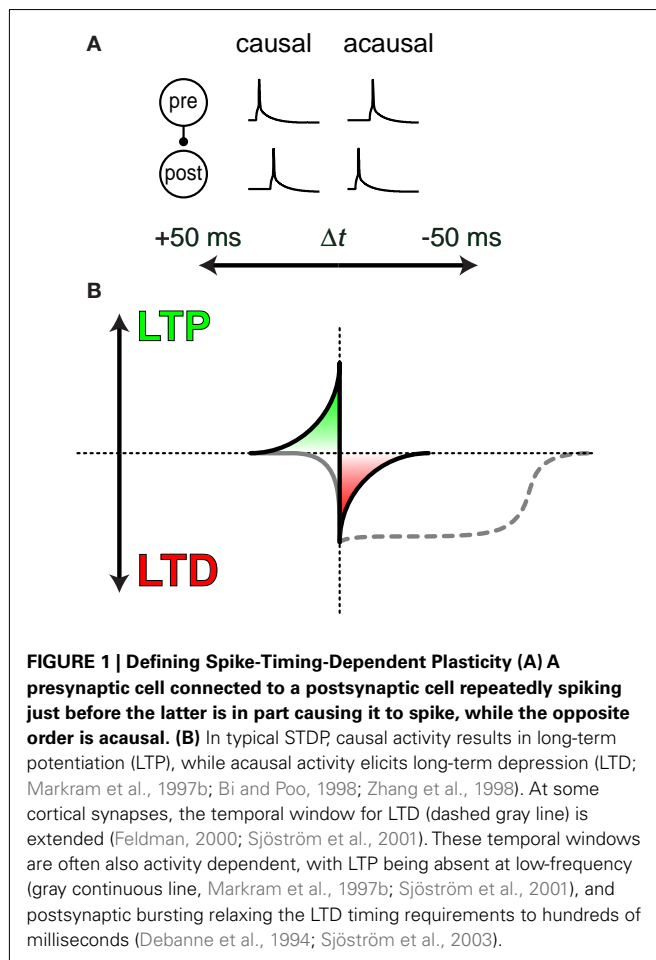 A
causal acausal
pre
post
+50 ms Δt -50 ms
B
LTP
LTD
FIGURE 1 | Defining Spike-Timing-Dependent Plasticity (A) A
presynaptic cell connected to a postsynaptic cell repeatedly spiking
just before the latter is in part causing it to spike, while the opposite
order is acausal. (B) In typical STDP, causal activity results in long-term
potentiation (LTP), while acausal activity elicits long-term depression (LTD;
Markram et al., 1997b; Bi and Poo, 1998; Zhang et al., 1998). At some
cortical synapses, the temporal window for LTD (dashed gray line) is
extended (Feldman, 2000; Sjöström et al., 2001). These temporal windows
are often also activity dependent, with LTP being absent at low-frequency
(gray continuous line, Markram et al., 1997b; Sjöström et al., 2001), and
postsynaptic bursting relaxing the LTD timing requirements to hundreds of
milliseconds (Debanne et al., 1994; Sjöström et al., 2003).